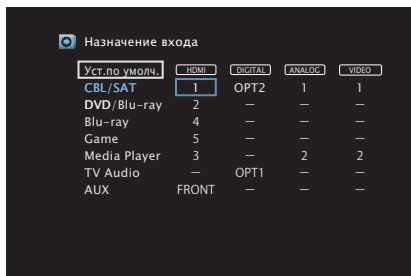 Назначение входа
Уст.по умолч. HDMI DIGITAL ANALOG VIDEO
CBL/SAT 1 OPT2 1 1
DVD/Blu-ray 2 — — —
Blu-ray 4 — — —
Game 5 — — —
Media Player 3 — 2 2
TV Audio — OPT1 — —
AUX FRONT — — —